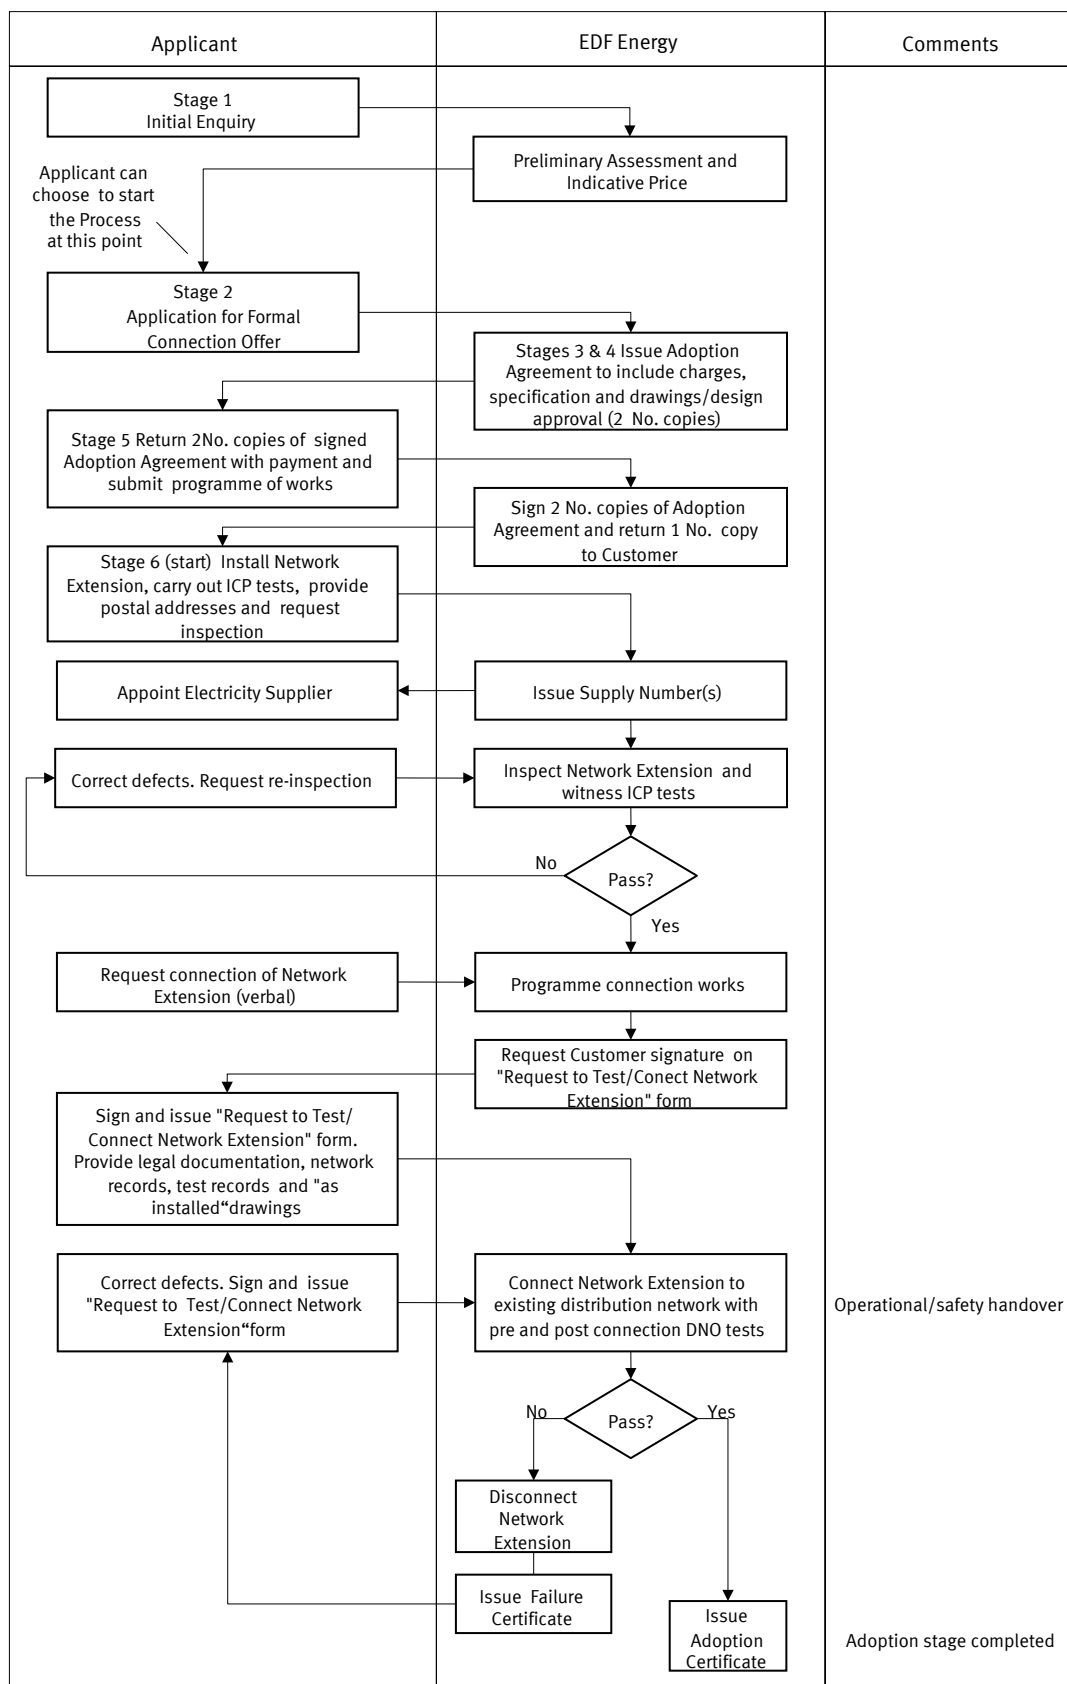 Applicant
EDF Energy
Comments
Stage 1
Initial Enquiry
Preliminary Assessment and
Indicative Price
Applicant can
choose to start
the Process
at this point
Stage 2
Application for Formal
Connection Offer
Stages 3 & 4 Issue Adoption
Agreement to include charges,
specification and drawings/design
approval (2 No. copies)
Stage 5 Return 2No. copies of signed
Adoption Agreement with payment and
submit programme of works
Sign 2 No. copies of Adoption
Agreement and return 1 No. copy
to Customer
Stage 6 (start) Install Network
Extension, carry out ICP tests, provide
postal addresses and request
inspection
Appoint Electricity Supplier
Issue Supply Number(s)
Correct defects. Request re-inspection
Inspect Network Extension and
witness ICP tests
No
Pass?
Yes
Request connection of Network
Extension (verbal)
Programme connection works
Request Customer signature on
"Request to Test/Conect Network
Extension" form
Sign and issue "Request to Test/
Connect Network Extension" form.
Provide legal documentation, network
records, test records and "as
installed“drawings
Correct defects. Sign and issue
"Request to Test/Connect Network
Extension“form
Connect Network Extension to
existing distribution network with
pre and post connection DNO tests
Operational/safety handover
No
Pass?
Yes
Disconnect
Network
Extension
Issue Failure
Certificate
Issue
Adoption
Certificate
Adoption stage completed